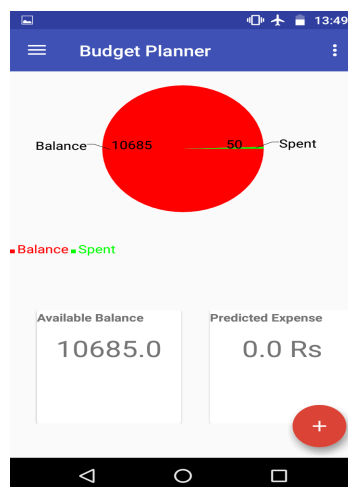 13:49
Budget Planner
Balance 10685 50 Spent
Balance Spent
Available Balance Predicted Expense
10685.0 0.0 Rs
+